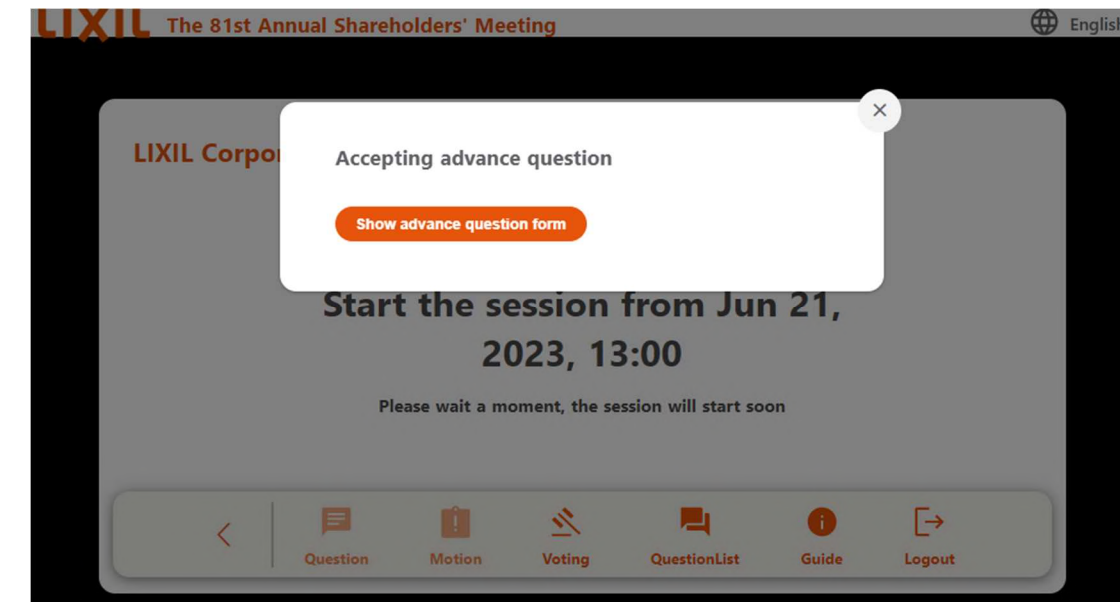 LIXIL The 81st Annual Shareholders' Meeting English
Accepting advance question
LIXIL Corpo
Show advance question form
Start the session from Jun 21,
2023, 13:00
Please wait a moment, the session will start soon
Question Motion Voting QuestionList Guide Logout